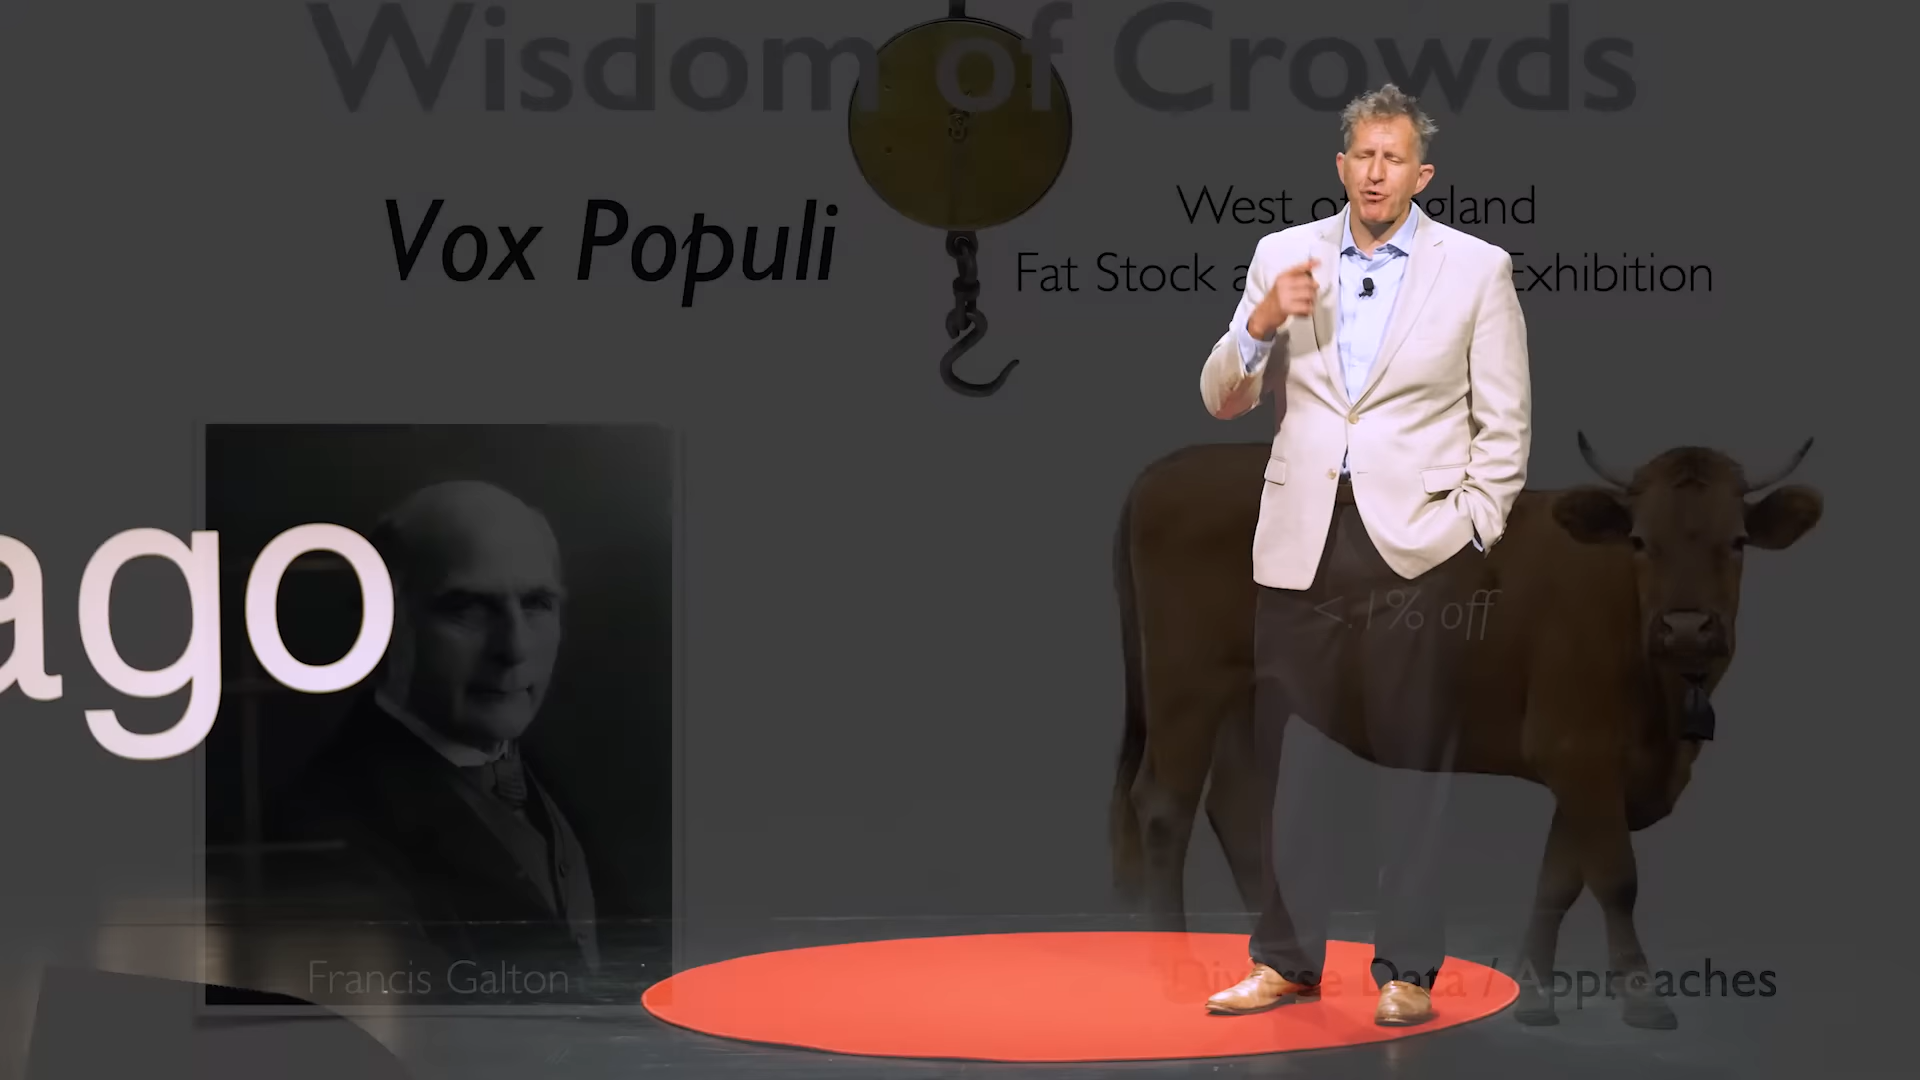 Wisdom of Crowds
Vox Populi
West of England
Fat Stock a Exhibition
ago
<.1% off
Francis Galton
Diverse Data / Approaches